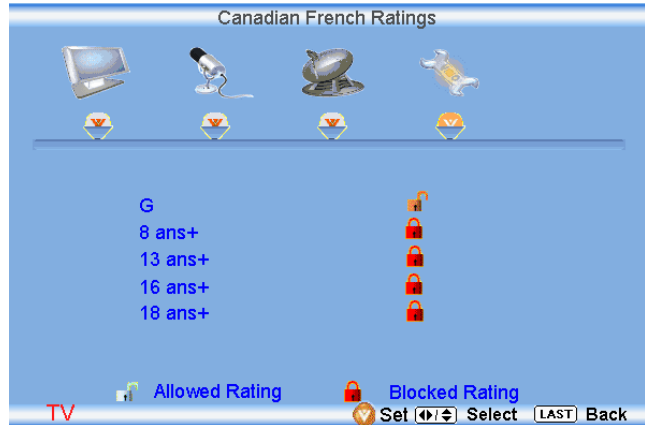 Canadian French Ratings
G
8 ans+
13 ans+
16 ans+
18 ans+
Allowed Rating Blocked Rating
TV Set Select LAST Back